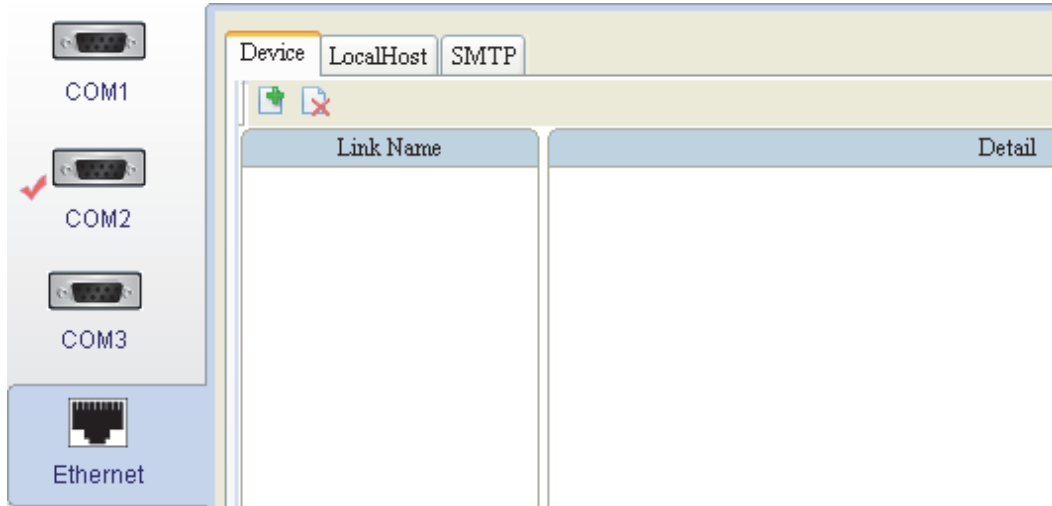 COM1
COM2
COM3
Ethernet
Device LocalHost SMTP
Link Name Detail